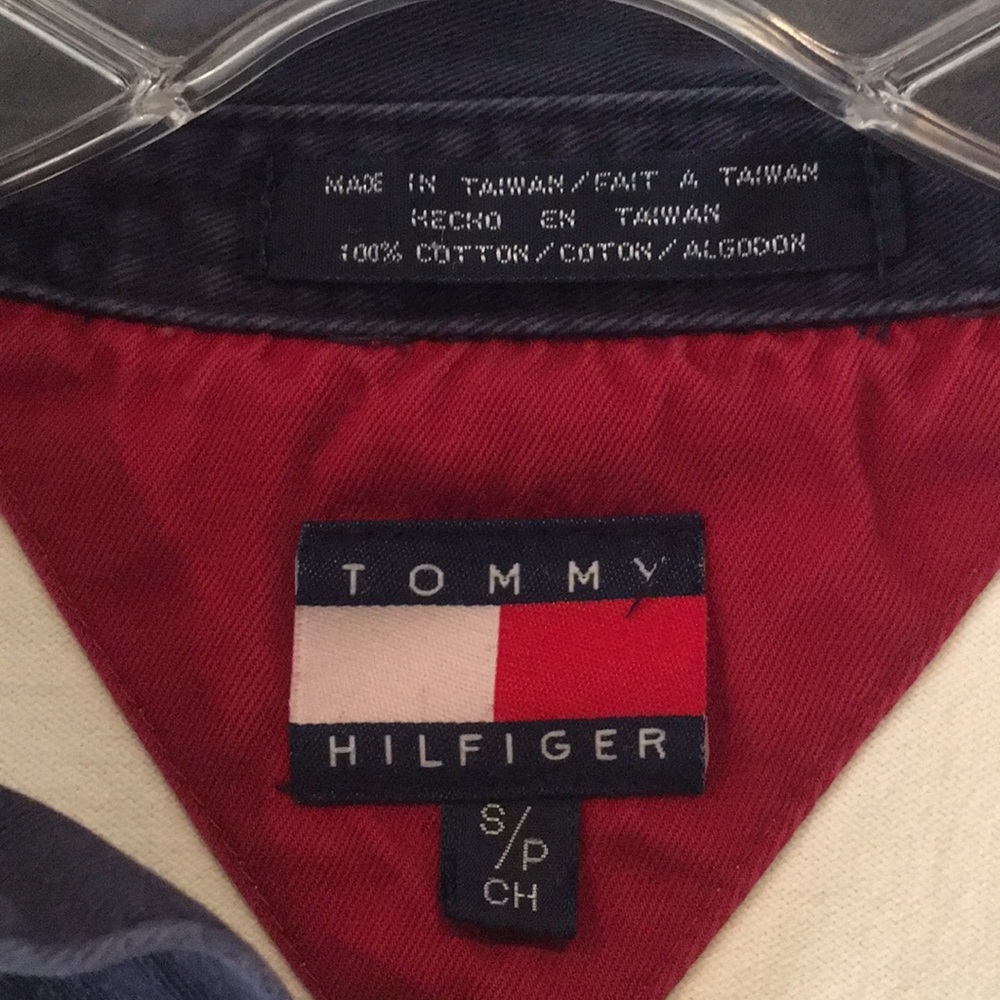 MADE IN TAIWAN/FAIT A TAIWAN
HECHO EN TAIWAN
100% COTTON/COTON/ALGODON
TOMMY
HILFIGER
S/P
CH